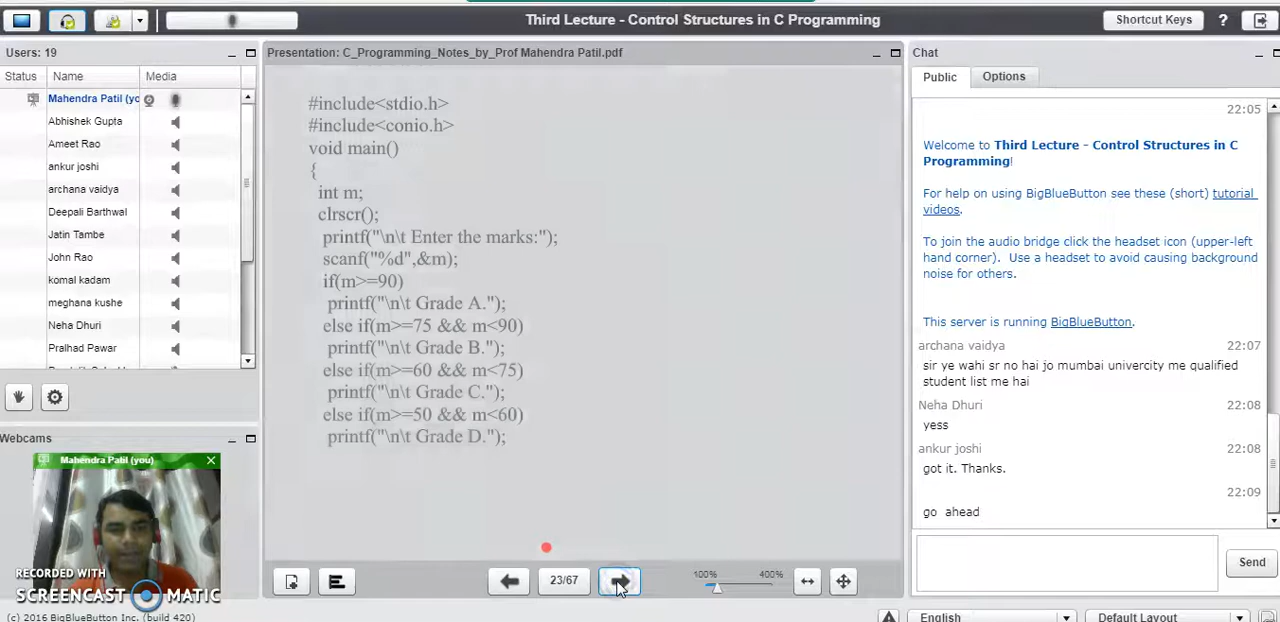 Third Lecture - Control Structures in C Programming
Shortcut Keys
?
Users: 19
Status Name Media
Mahendra Patil (yo
Abhishek Gupta
Ameet Rao
ankur joshi
archana vaidya
Deepali Barthwal
Jatin Tambe
John Rao
komal kadam
meghana kushe
Neha Dhuri
Pralhad Pawar
Webcams
Mahendra Patil (you)
RECORDED WITH
SCREENCAST MATIC
(c) 2016 BigBlueButton Inc. (build 420)
Presentation: C_Programming_Notes_by_Prof Mahendra Patil.pdf
#include<stdio.h>
#include<conio.h>
void main()
{
int m;
clrscr();
printf("\n\t Enter the marks:");
scanf("%d",&m);
if(m>=90)
printf("\n\t Grade A.");
else if(m>=75 && m<90)
printf("\n\t Grade B.");
else if(m>=60 && m<75)
printf("\n\t Grade C.");
else if(m>=50 && m<60)
printf("\n\t Grade D.");
23/67
100% 400%
Chat
Public Options
22:05
Welcome to Third Lecture - Control Structures in C
Programming!
For help on using BigBlueButton see these (short) tutorial
videos.
To join the audio bridge click the headset icon (upper-left
hand corner). Use a headset to avoid causing background
noise for others.
This server is running BigBlueButton.
archana vaidya 22:07
sir ye wahi sr no hai jo mumbai univercity me qualified
student list me hai
Neha Dhuri 22:08
yess
ankur joshi 22:08
got it. Thanks.
22:09
go ahead
Send
English Default Layout